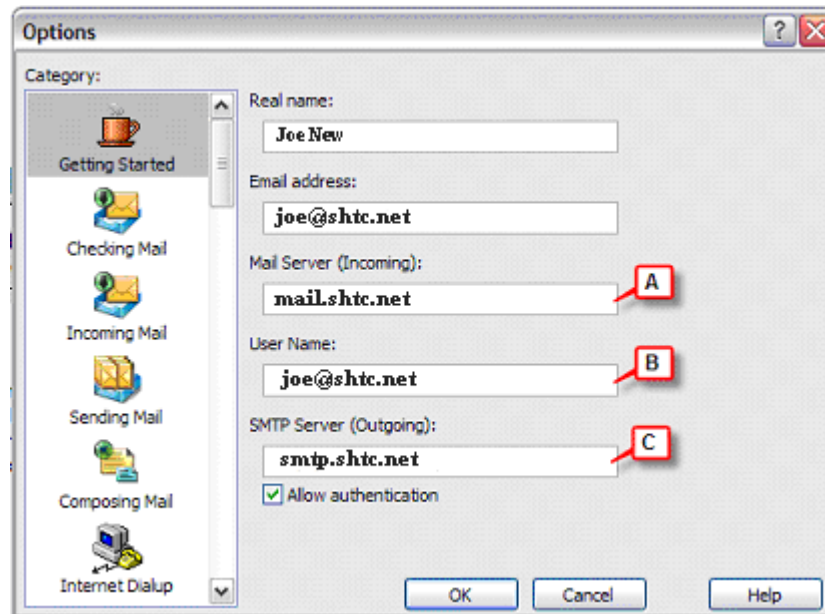 Options
Category:
Getting Started
Checking Mail
Incoming Mail
Sending Mail
Composing Mail
Internet Dialup
Real name:
Joe New
Email address:
joe@shtc.net
Mail Server (Incoming):
mail.shtc.net
A
User Name:
joe@shtc.net
B
SMTP Server (Outgoing):
smtp.shtc.net
C
Allow authentication
OK
Cancel
Help